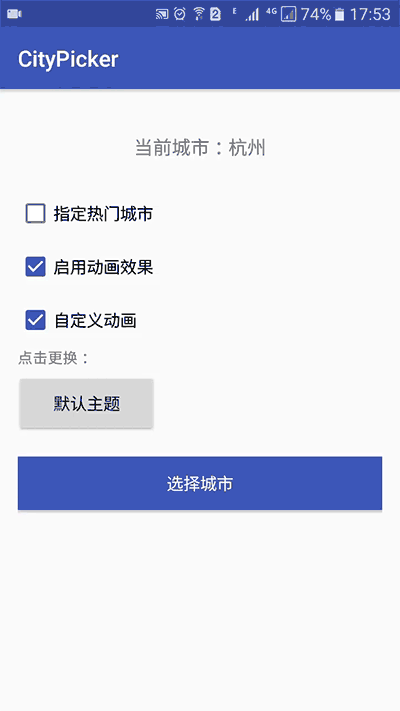 2 E 4G 74% 17:53
CityPicker
当前城市：杭州
指定热门城市
启用动画效果
自定义动画
点击更换：
默认主题
选择城市